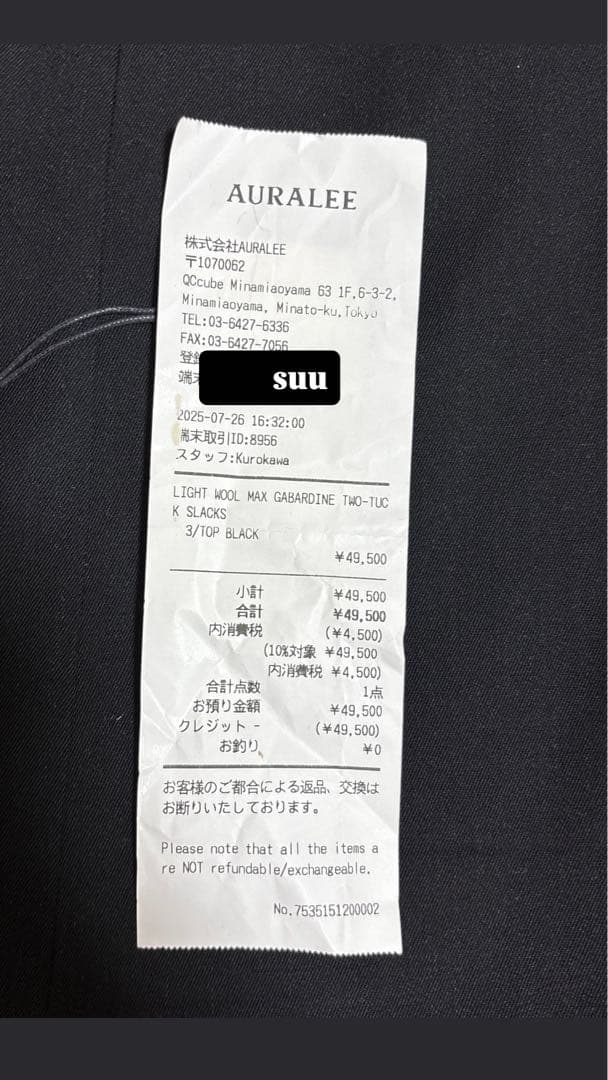 AURALEE
株式会社AURALEE
〒1070062
QCcube Minamiaoyama 63 1F,6-3-2,
Minamiaoyama, Minato-ku,Tokyo
TEL:03-6427-6336
FAX:03-6427-7056
登録
端末
suu
2025-07-26 16:32:00
端末取引ID:8956
スタッフ:Kurokawa
LIGHT WOOL MAX GABARDINE TWO-TUC
K SLACKS
3/TOP BLACK
¥49,500
小計 ¥49,500
合計 ¥49,500
内消費税 (¥4,500)
(10%対象 ¥49,500
内消費税 ¥4,500)
合計点数 1点
お預り金額 ¥49,500
クレジット - (¥49,500)
お釣り ¥0
お客様のご都合による返品、交換は
お断りいたしております。
Please note that all the items a
re NOT refundable/exchangeable.
No.7535151200002